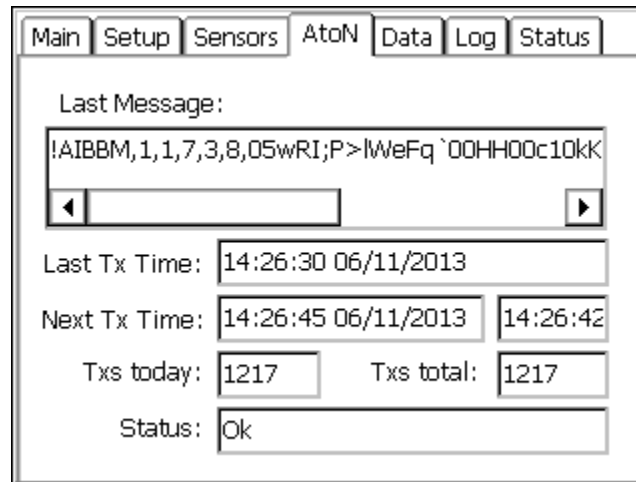 Main Setup Sensors AtoN Data Log Status
Last Message:
!AIBBM,1,1,7,3,8,05wRI;P>lWeFq`00HH00c10kK
Last Tx Time: 14:26:30 06/11/2013
Next Tx Time: 14:26:45 06/11/2013 14:26:42
Txs today: 1217 Txs total: 1217
Status: Ok